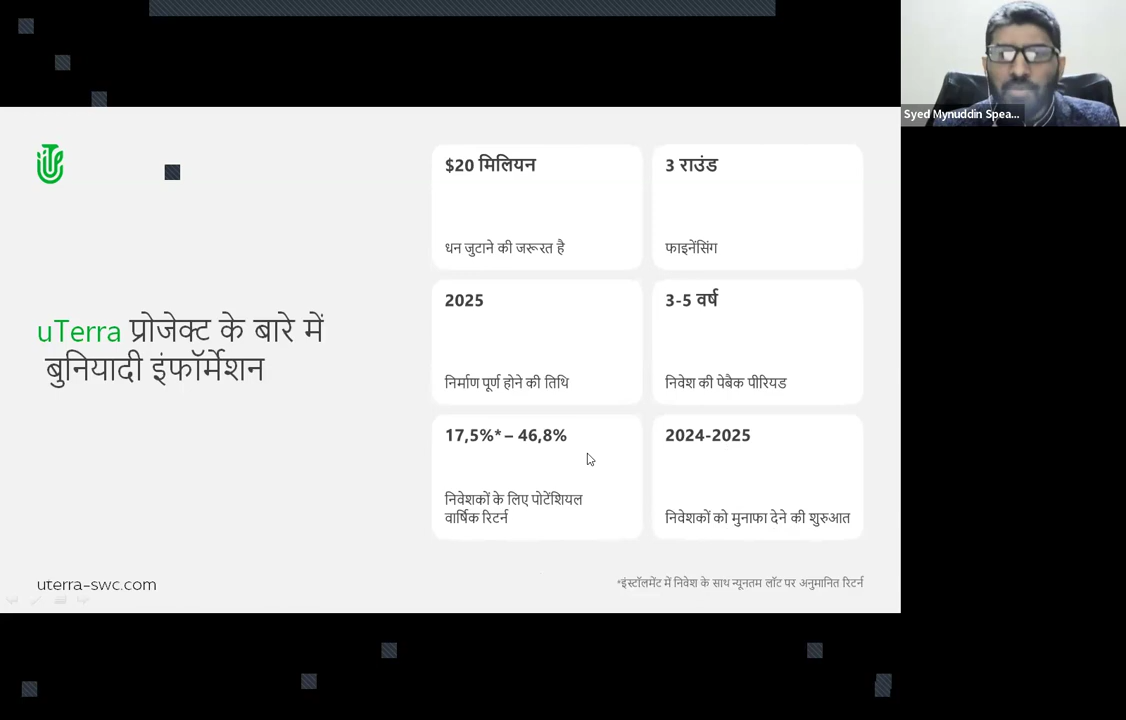 Syed Mynuddin Spea...
$20 मिलियन
धन जुटाने की जरूरत है
3 राउंड
फाइनेंसिंग
uTerra प्रोजेक्ट के बारे में
बुनियादी इंफॉर्मेशन
2025
निर्माण पूर्ण होने की तिथि
3-5 वर्ष
निवेश की पेबैक पीरियड
17,5%* – 46,8%
निवेशकों के लिए पोटेंशियल
वार्षिक रिटर्न
2024-2025
निवेशकों को मुनाफा देने की शुरुआत
uterra-swc.com
*इंस्टॉलमेंट में निवेश के साथ न्यूनतम लॉट पर अनुमानित रिटर्न